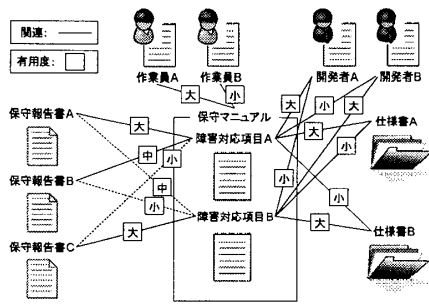 関連:
有用度:
作業員A
作業員B
開発者A
開発者B
大
小
保守マニュアル
保守報告書A
大
障害対応項目A
小
大
小
大
大
仕様書A
中
小
保守報告書B
中
小
小
小
小
障害対応項目B
大
仕様書B
保守報告書C
大